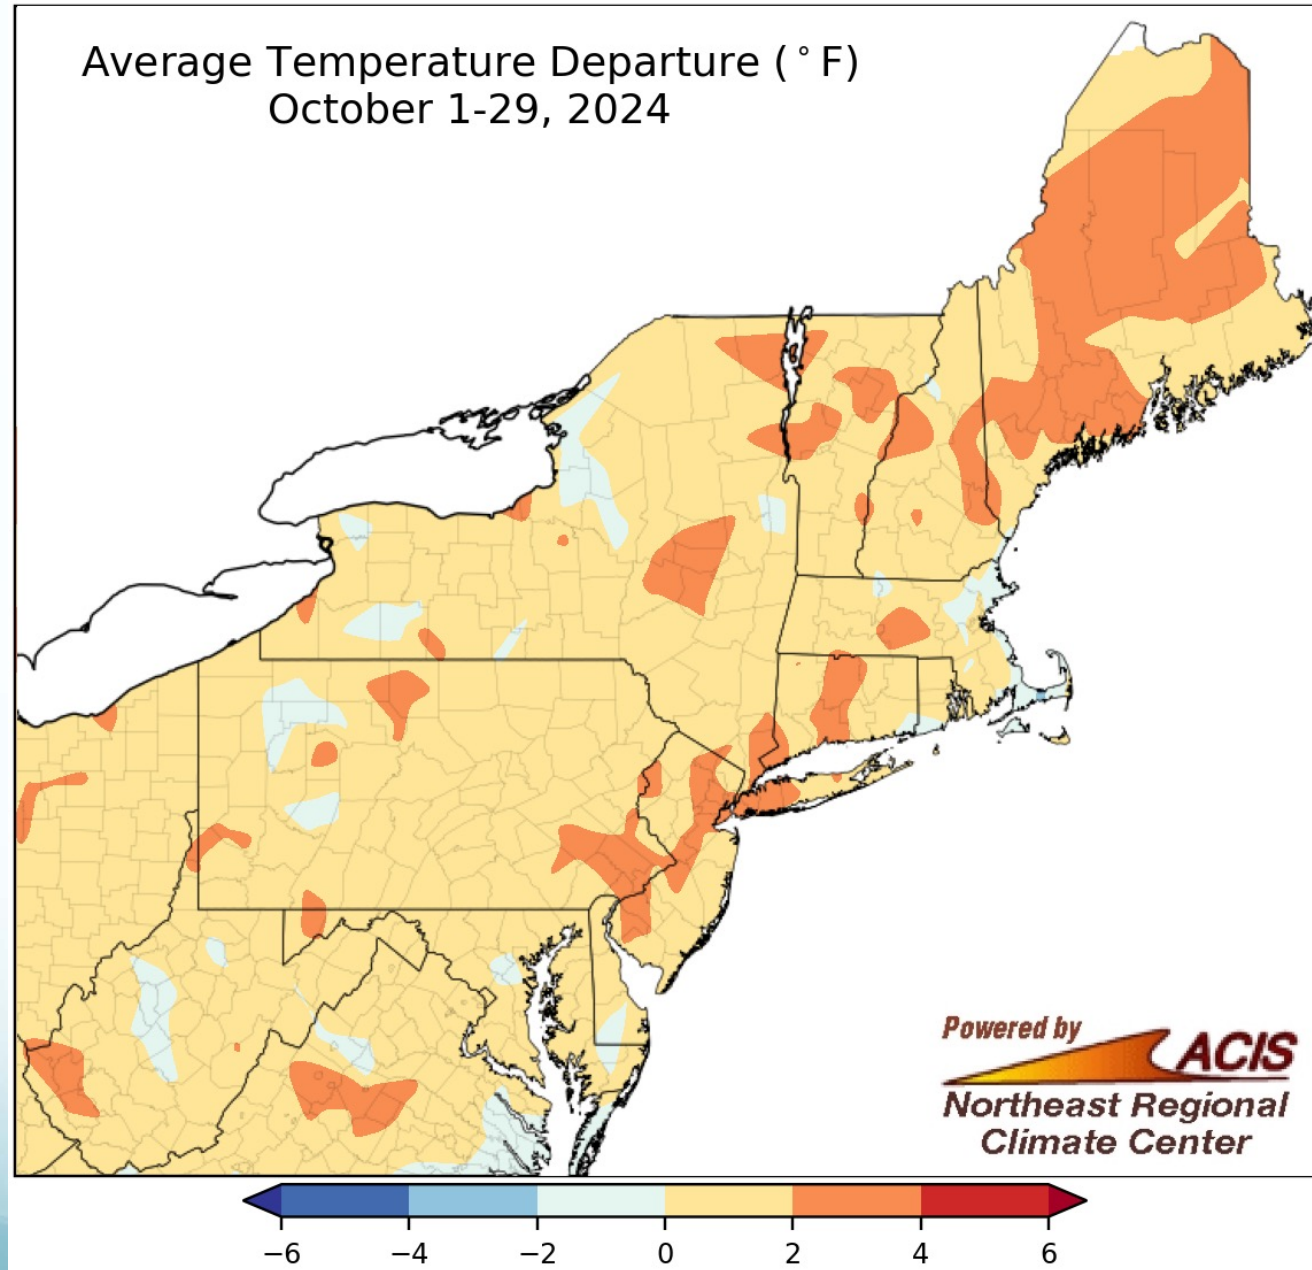 Average Temperature Departure (°F)
October 1-29, 2024
Powered by
ACIS
Northeast Regional
Climate Center
−6 −4 −2 0 2 4 6